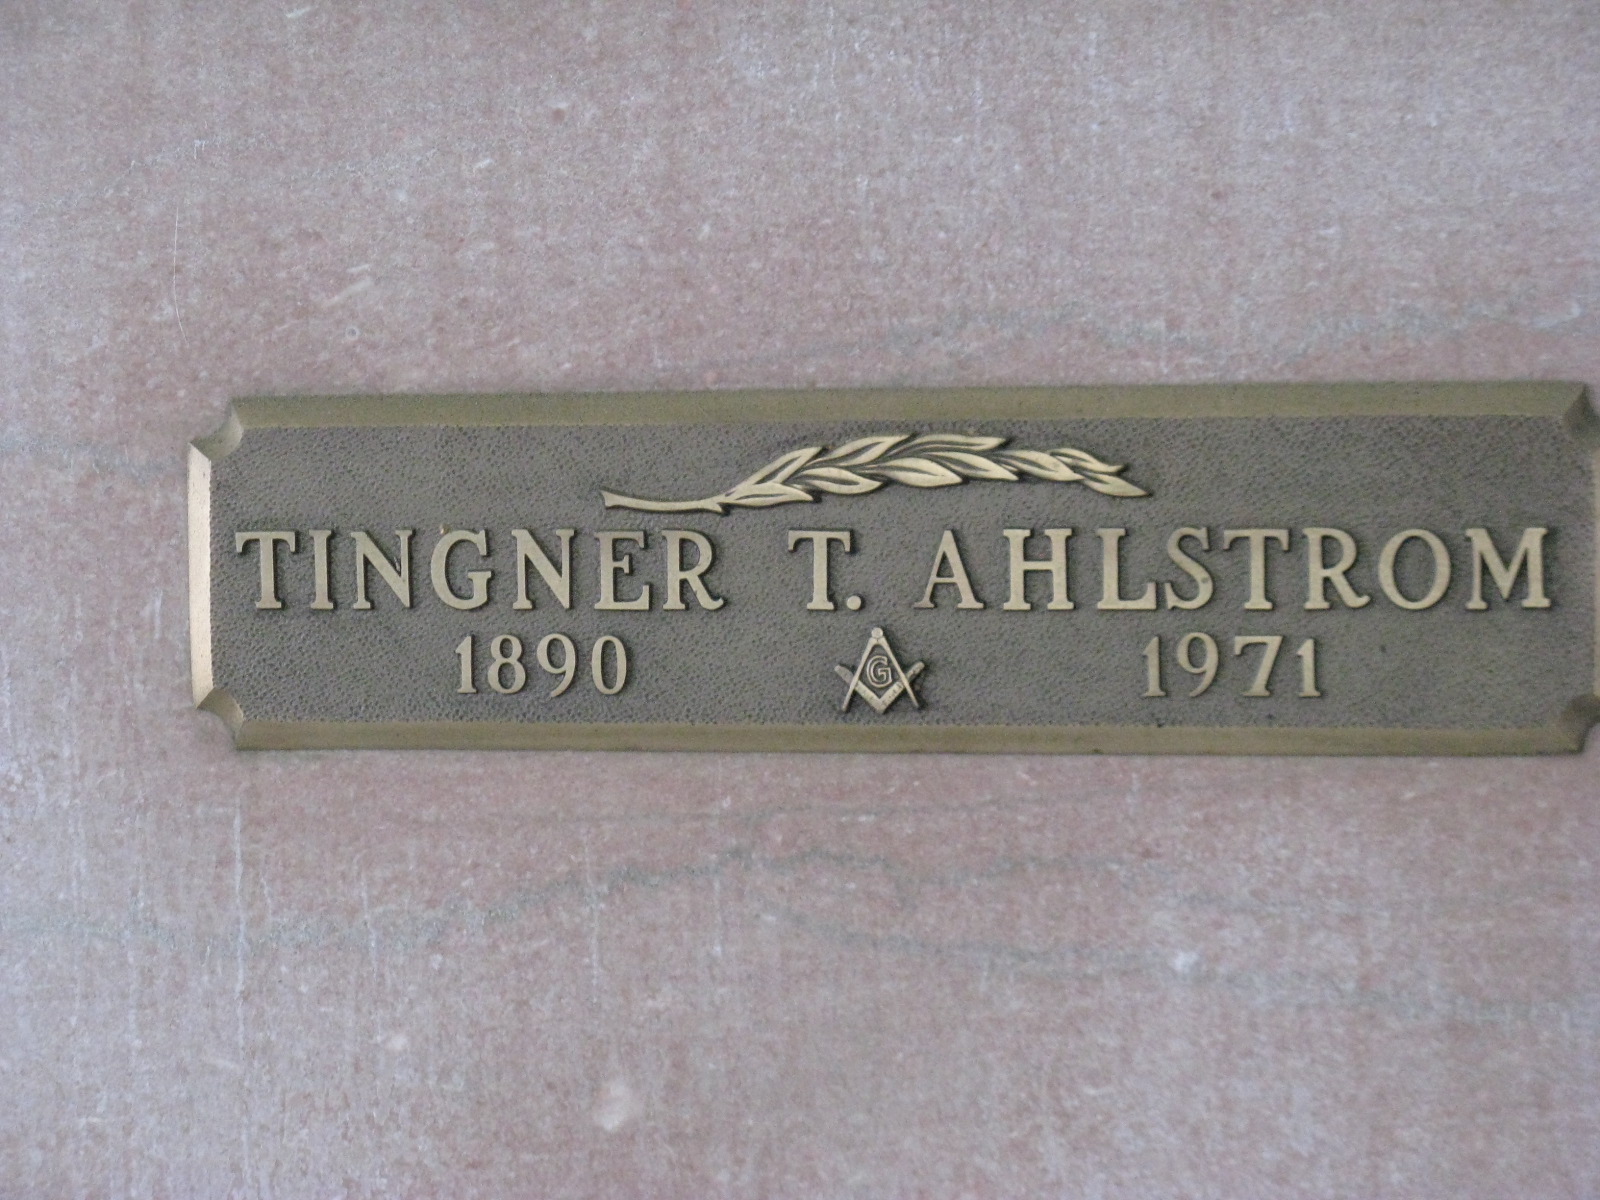 TINGNER T. AHLSTROM
1890 G 1971